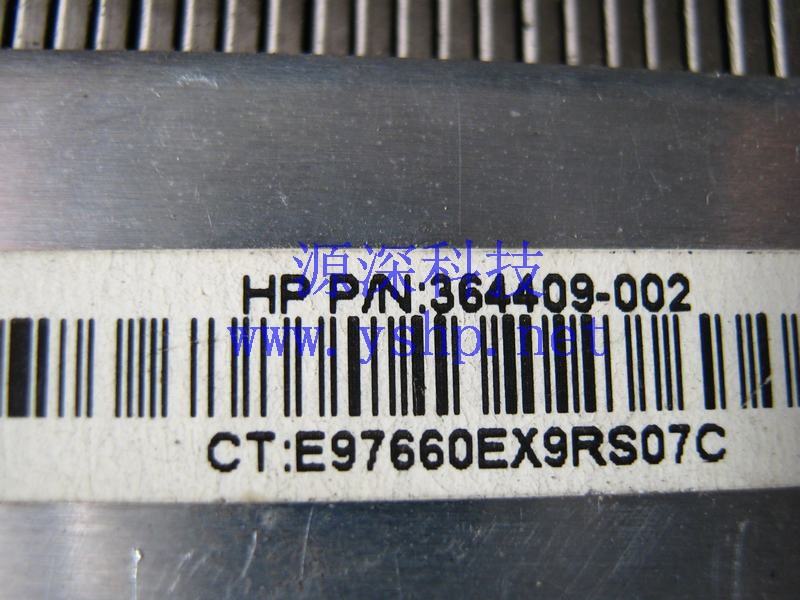 源深科技
HP P/N:364409-002
www.yshp.net
CT:E97660EX9RS07C